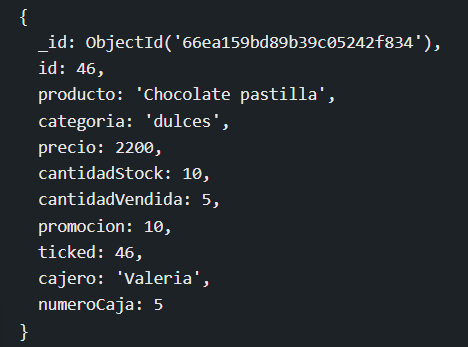 {
_id: ObjectId('66ea159bd89b39c05242f834'),
id: 46,
producto: 'Chocolate pastilla',
categoria: 'dulces',
precio: 2200,
cantidadStock: 10,
cantidadVendida: 5,
promocion: 10,
ticked: 46,
cajero: 'Valeria',
numeroCaja: 5
}